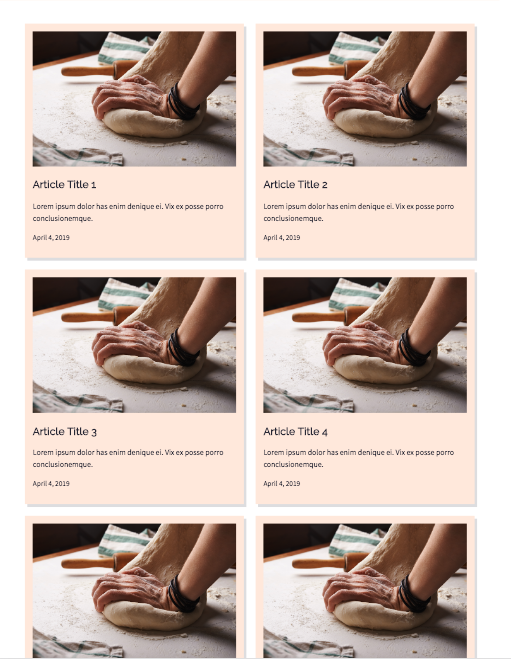 Article Title 1
Lorem ipsum dolor has enim denique ei. Vix ex posse porro
conclusionemque.
April 4, 2019
Article Title 2
Lorem ipsum dolor has enim denique ei. Vix ex posse porro
conclusionemque.
April 4, 2019
Article Title 3
Lorem ipsum dolor has enim denique ei. Vix ex posse porro
conclusionemque.
April 4, 2019
Article Title 4
Lorem ipsum dolor has enim denique ei. Vix ex posse porro
conclusionemque.
April 4, 2019